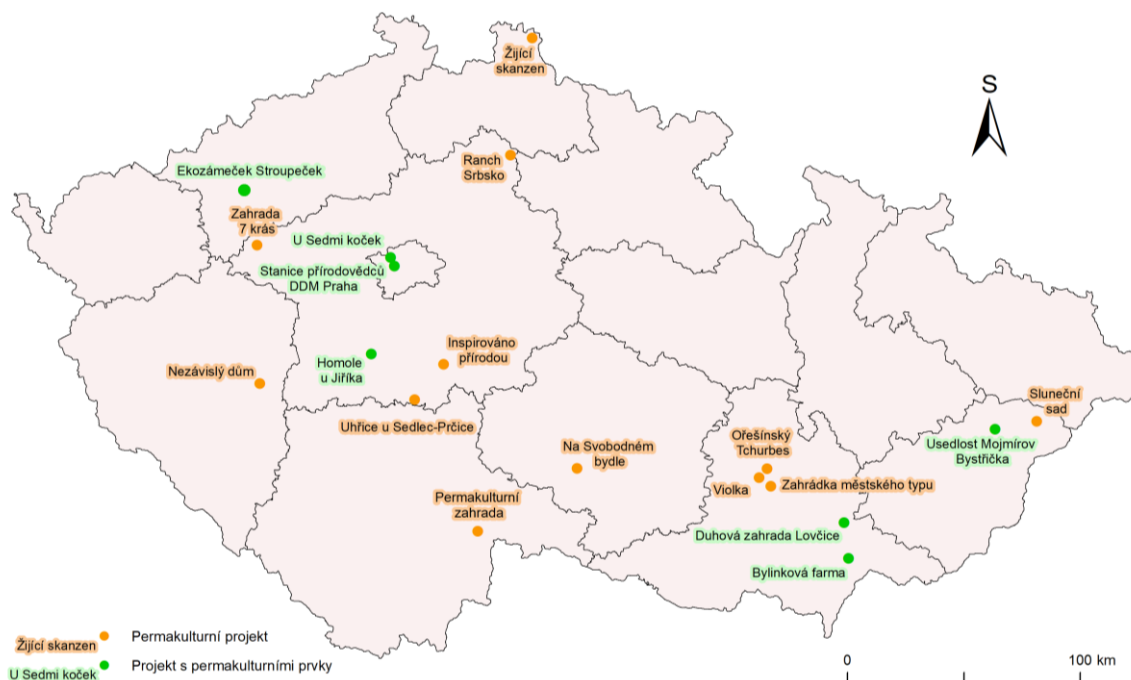 Žijící
skanzen
S
Ranch
Srbsko
Ekozámeček Stroupeček
Zahrada
7 krás
U Sedmi koček
Stanice přírodovědců
DDM Praha
Inspirováno
přírodou
Homole
u Jiříka
Nezávislý dům
Uhřice u Sedlec-Prčice
Sluneční
sad
Usedlost Mojmírov
Bystřička
Ořešínský
Tchurbes
Na Svobodném
bydle
Violka
Zahrádka městského typu
Permakulturní
zahrada
Duhová zahrada Lovčice
Bylinková farma
Žijící skanzen
Permakulturní projekt
U Sedmi koček
Projekt s permakulturními prvky
0
100 km